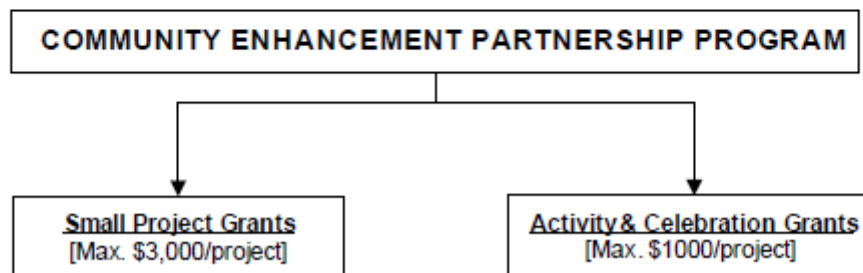 COMMUNITY ENHANCEMENT PARTNERSHIP PROGRAM
Small Project Grants
[Max. $3,000/project]
Activity & Celebration Grants
[Max. $1000/project]